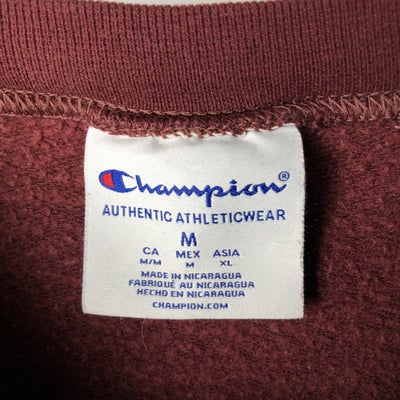 Champion®
AUTHENTIC ATHLETICWEAR
M
CA MEX ASIA
M/M M XL
MADE IN NICARAGUA
FABRIQUÉ AU NICARAGUA
HECHO EN NICARAGUA
CHAMPION.COM